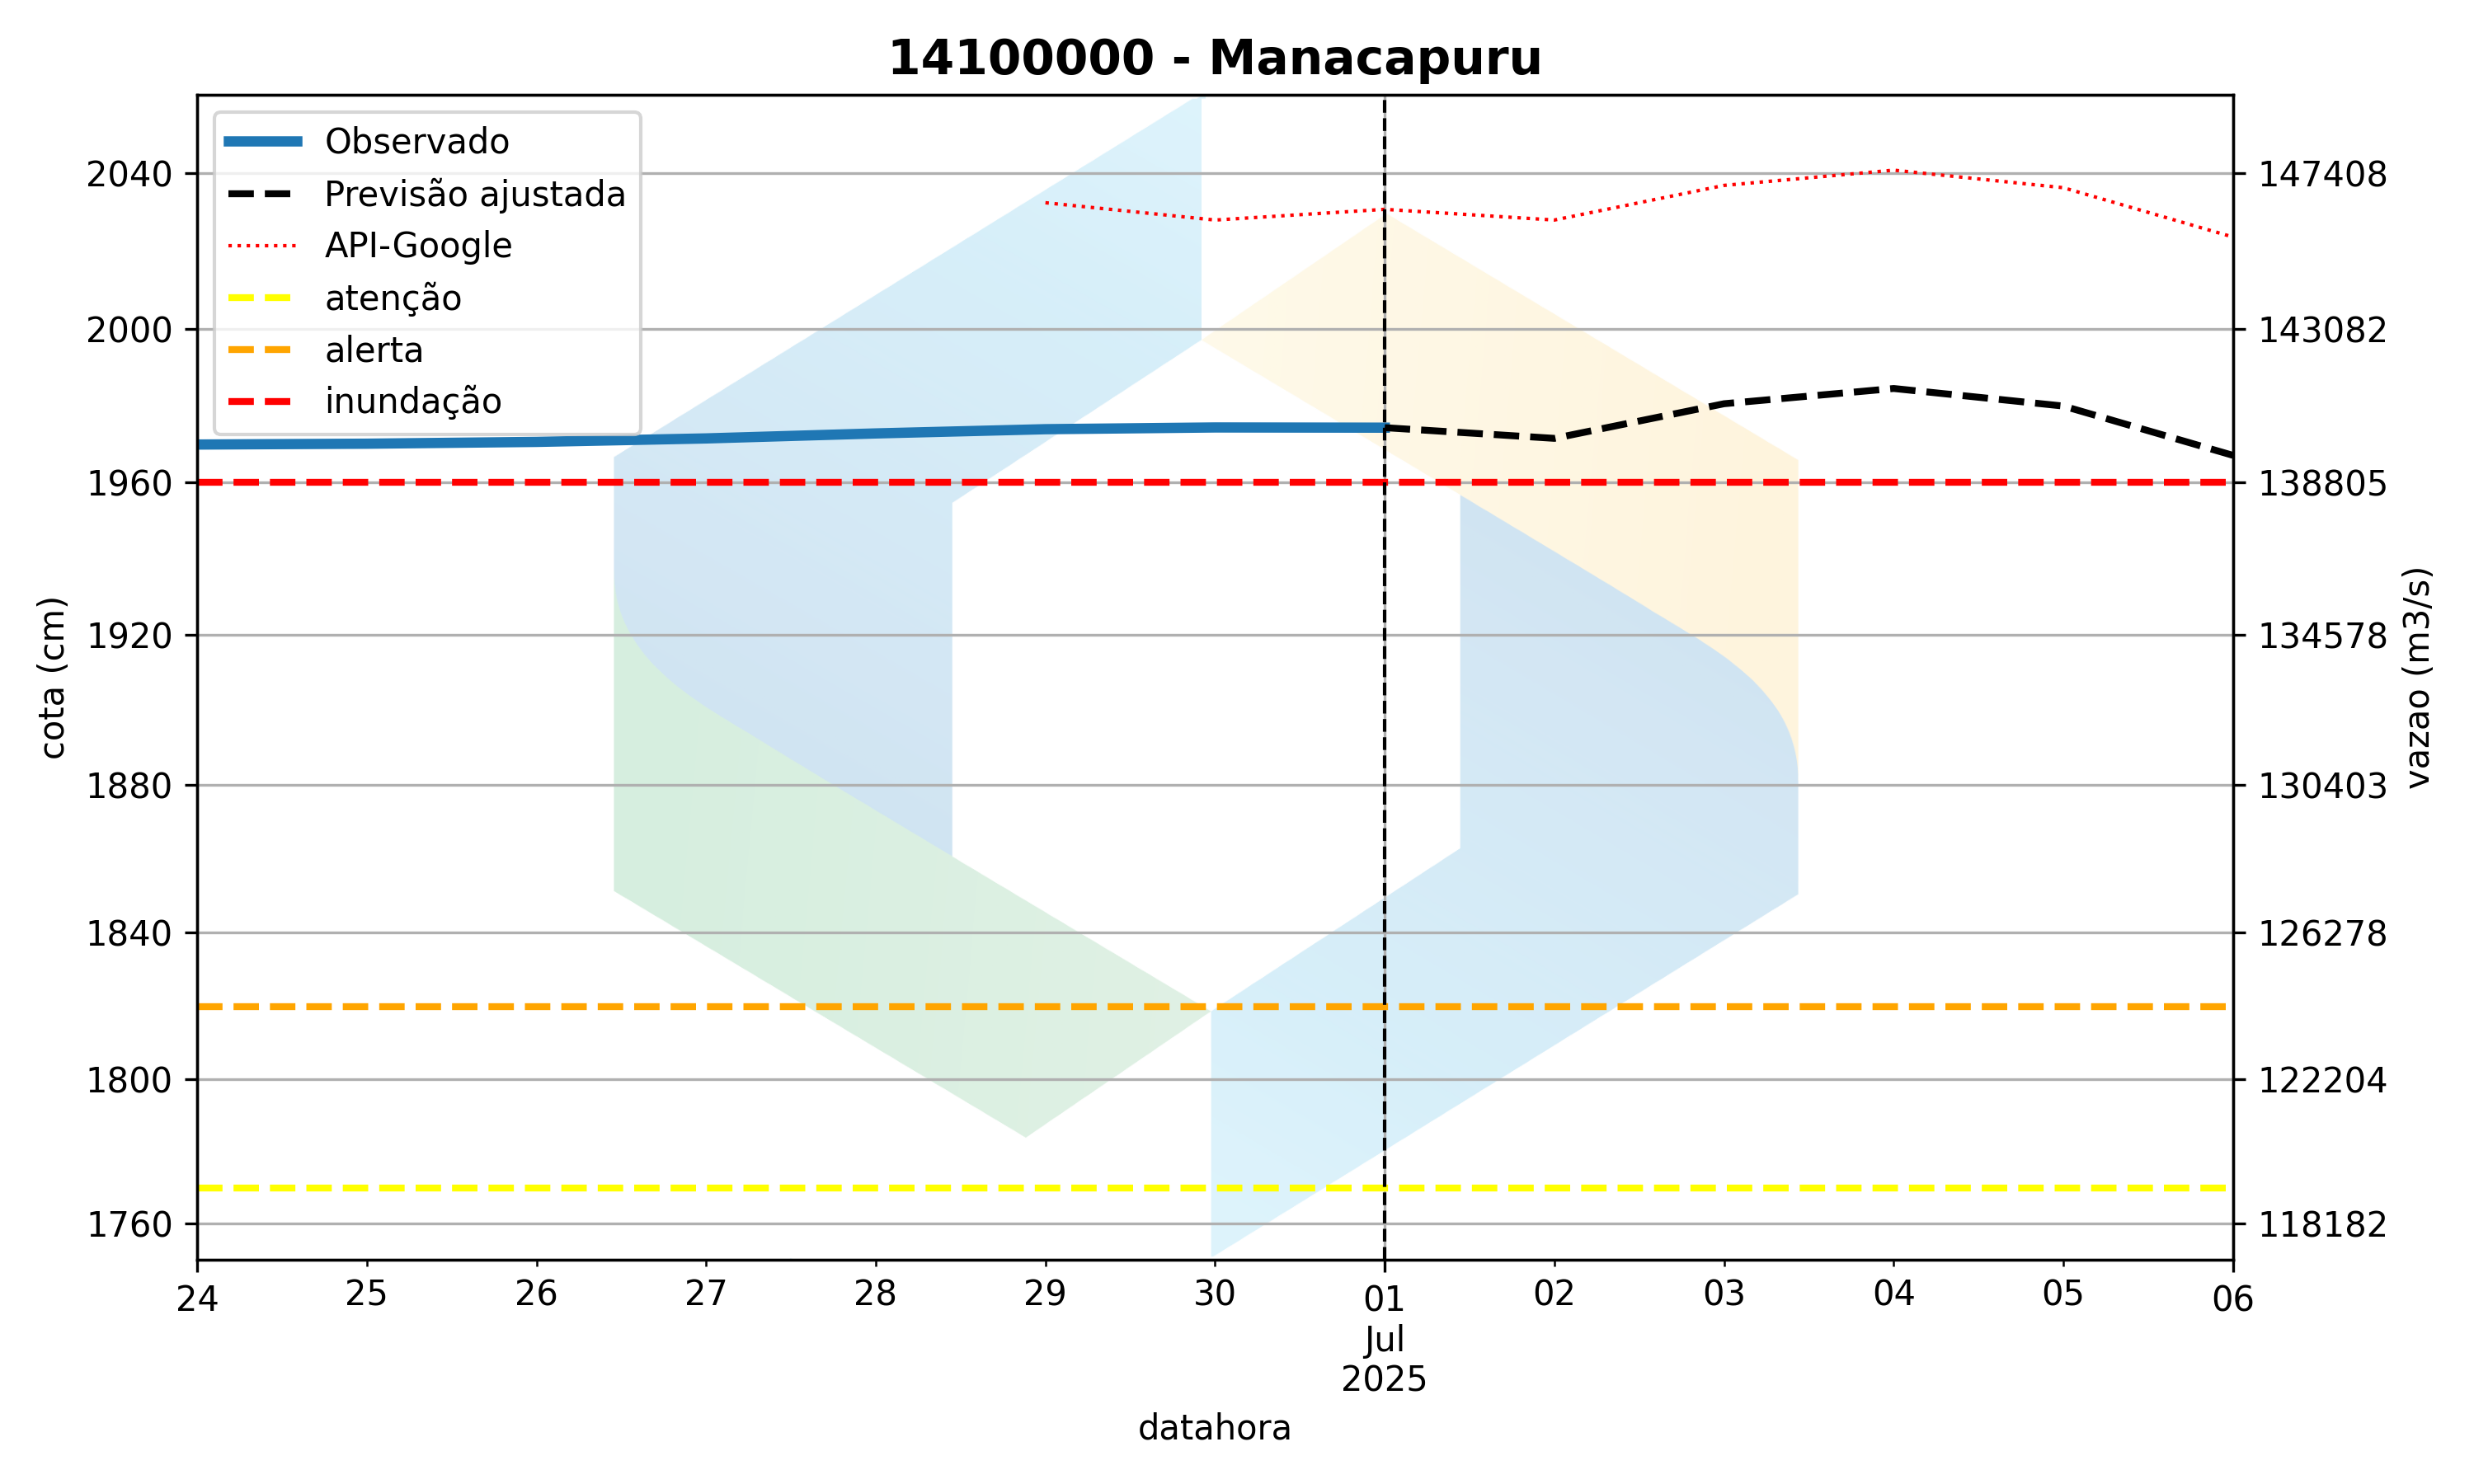 14100000 - Manacapuru
Observado
Previsão ajustada
API-Google
atenção
alerta
inundação
2040
2000
1960
1920
1880
1840
1800
1760
cota (cm)
147408
143082
138805
134578
130403
126278
122204
118182
vazao (m3/s)
24 25 26 27 28 29 30 01 02 03 04 05 06
Jul
2025
datahora